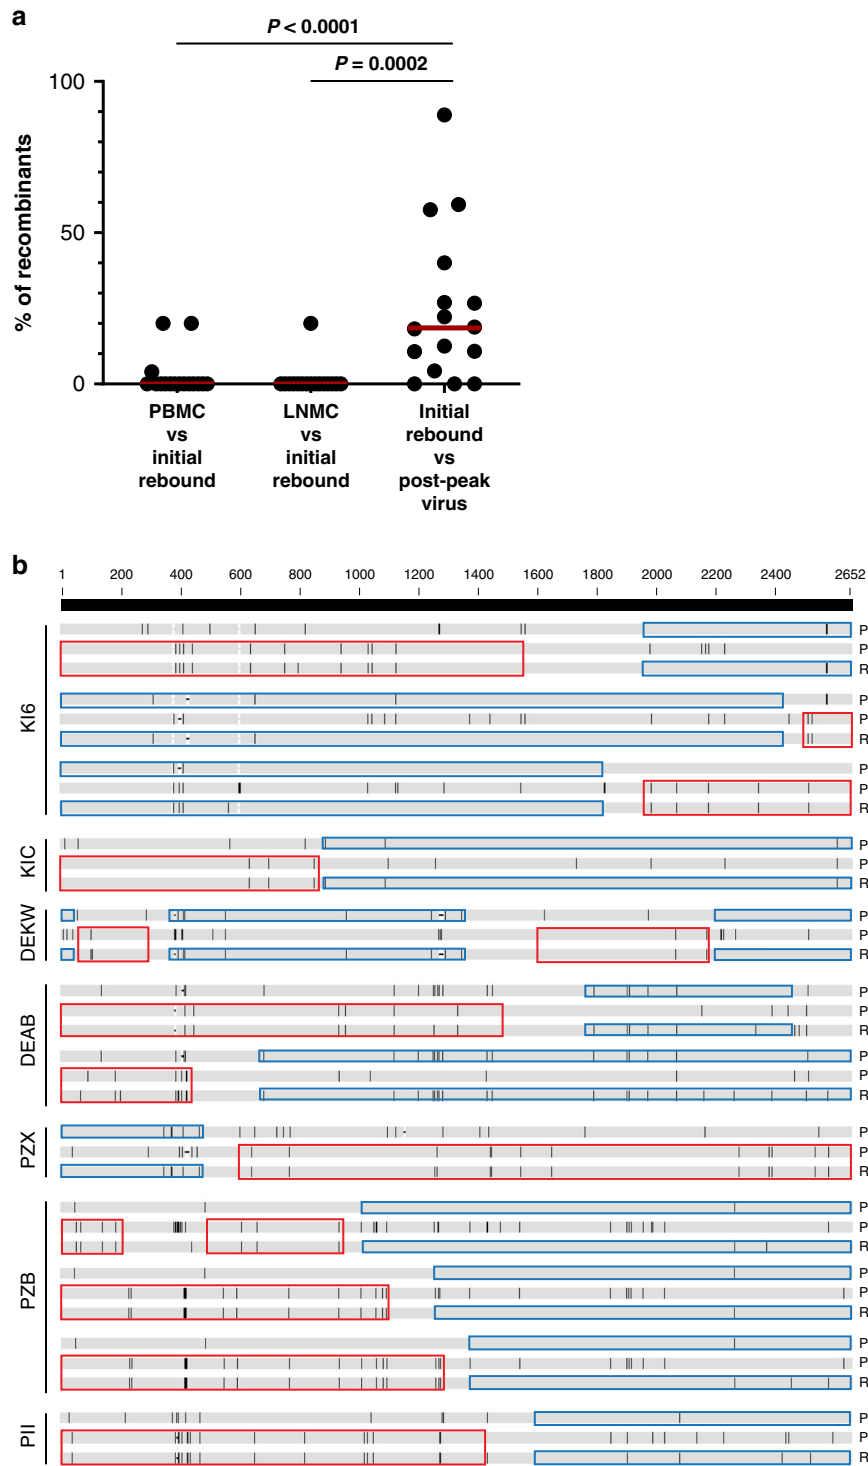 a
P < 0.0001
P = 0.0002
100
50
0
% of recombinants
PBMC
vs
initial
rebound
LNMC
vs
initial
rebound
Initial
rebound
vs
post-peak
virus
b
1 200 400 600 800 1000 1200 1400 1600 1800 2000 2200 2400 2652
KI6
P
P
R
P
P
R
P
P
R
KIC
P
P
R
DEKW
P
P
R
DEAB
P
P
R
P
P
R
PZX
P
P
R
PZB
P
P
R
P
P
R
P
P
R
PII
P
P
R